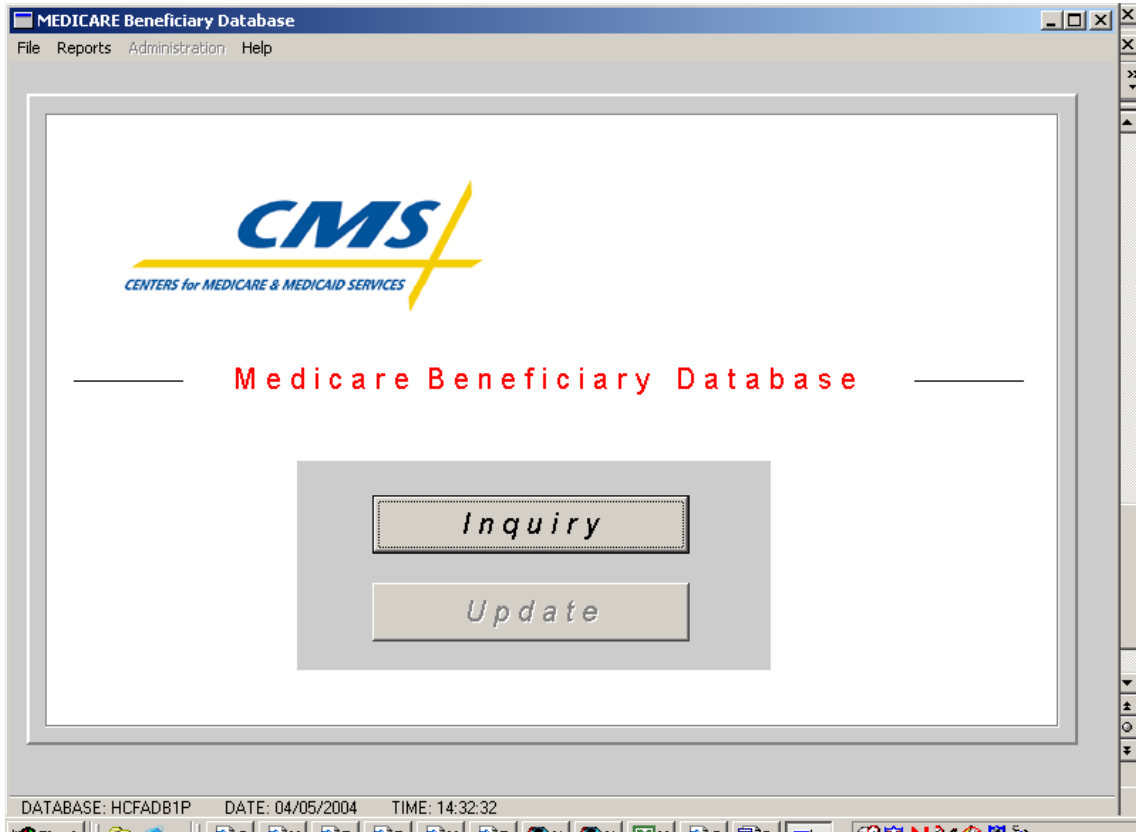 MEDICARE Beneficiary Database
File Reports Administration Help
CMS
CENTERS for MEDICARE & MEDICAID SERVICES
Medicare Beneficiary Database
Inquiry
Update
DATABASE: HCFADB1P DATE: 04/05/2004 TIME: 14:32:32